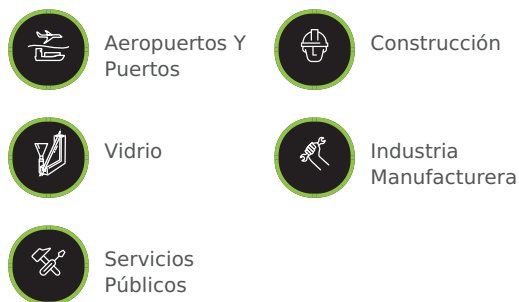 Aeropuertos Y
Puertos
Construcción
Vidrio
Industria
Manufacturera
Servicios
Públicos